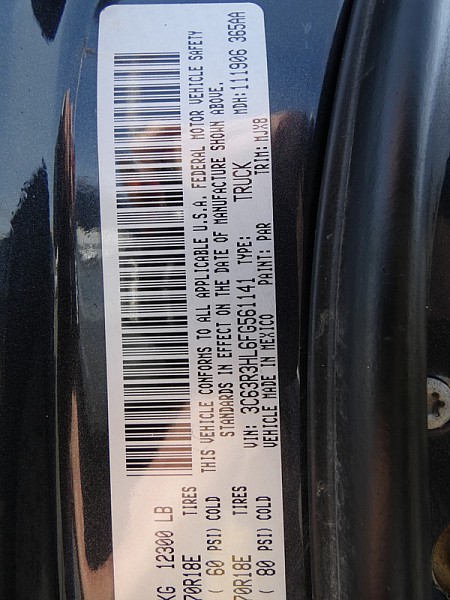 KG 12300 LB
70R18E TIRES
( 60 PSI) COLD
70R18E TIRES
( 80 PSI) COLD
THIS VEHICLE CONFORMS TO ALL APPLICABLE U.S.A. FEDERAL MOTOR VEHICLE SAFETY
STANDARDS IN EFFECT ON THE DATE OF MANUFACTURE SHOWN ABOVE.
VIN: 3C63R3HL6FG561141 TYPE: TRUCK MDH: 111906 365AA
VEHICLE MADE IN MEXICO PAINT: PAR TRIM: MJX8